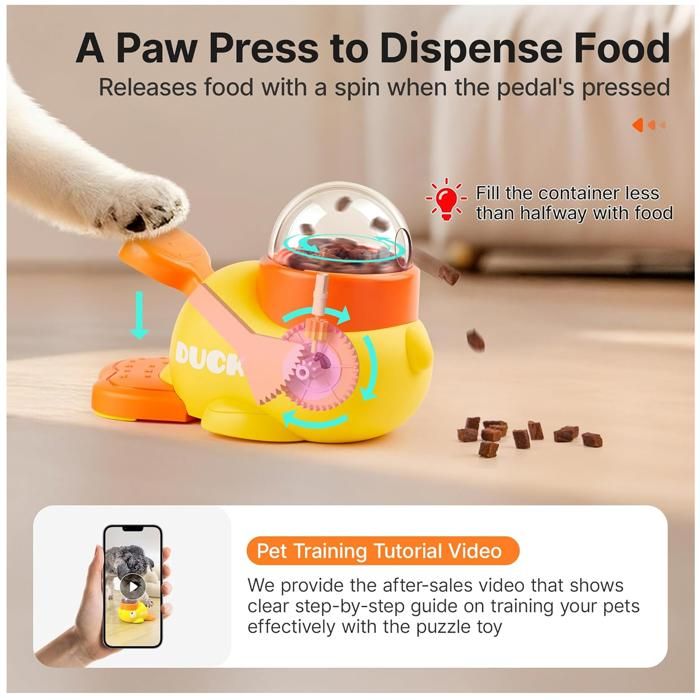 A Paw Press to Dispense Food
Releases food with a spin when the pedal's pressed
Fill the container less
than halfway with food
DUCK
Pet Training Tutorial Video
We provide the after-sales video that shows
clear step-by-step guide on training your pets
effectively with the puzzle toy